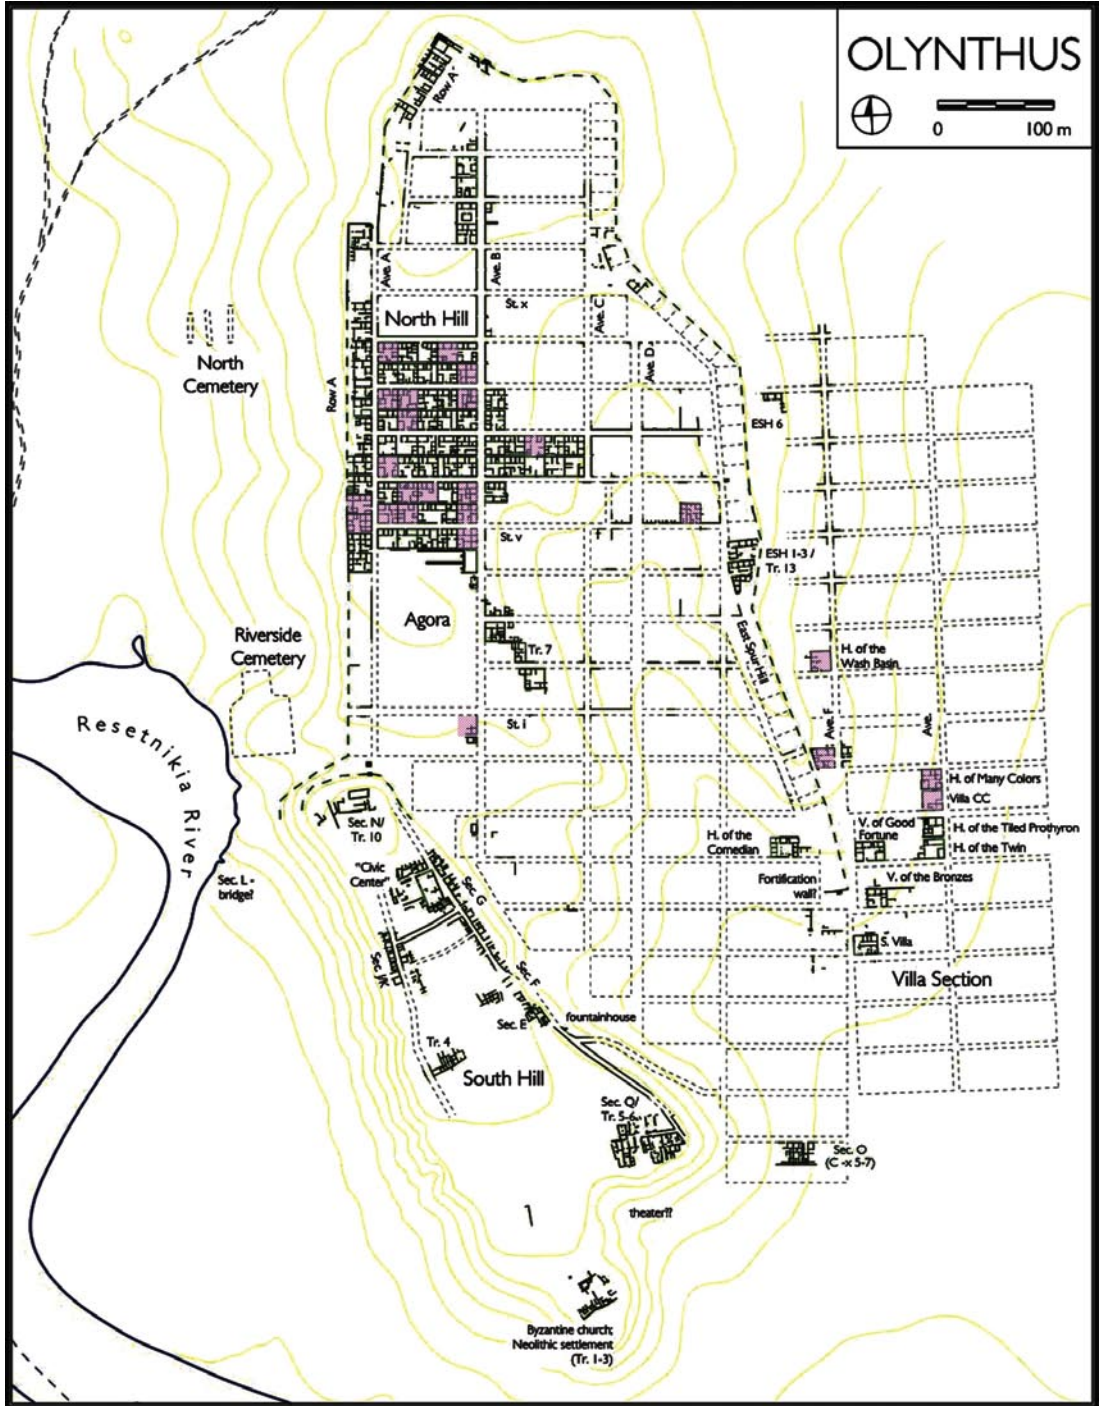 OLYNTHUS
0 100 m
Row A'
Ave. A
Ave. B
St. x
Ave. C
North Hill
North
Cemetery
Ave. D
Row A
ESH 6
St. v
ESH 1-3 /
Tr. 13
Agora
Riverside
Cemetery
East Spur Hill
Tr. 7
H. of the
Wash Basin
St. i
Ave. F
Ave.
Resetnikia River
H. of Many Colors
Villa CC
Sec. N/
Tr. 10
H. of the
Comedian
V. of Good
Fortune
H. of the Tiled Prothyron
H. of the Twin
"Civic
Center"
Sec. G
Sec. L -
bridge?
Fortification
wall?
V. of the Bronzes
S. Villa
Sec. J/K
Sec. F
Villa Section
Sec. E
fountainhouse
Tr. 4
South Hill
Sec. Q/
Tr. 5-6
Sec. O
(C -x 5-7)
theater??
Byzantine church;
Neolithic settlement
(Tr. 1-3)